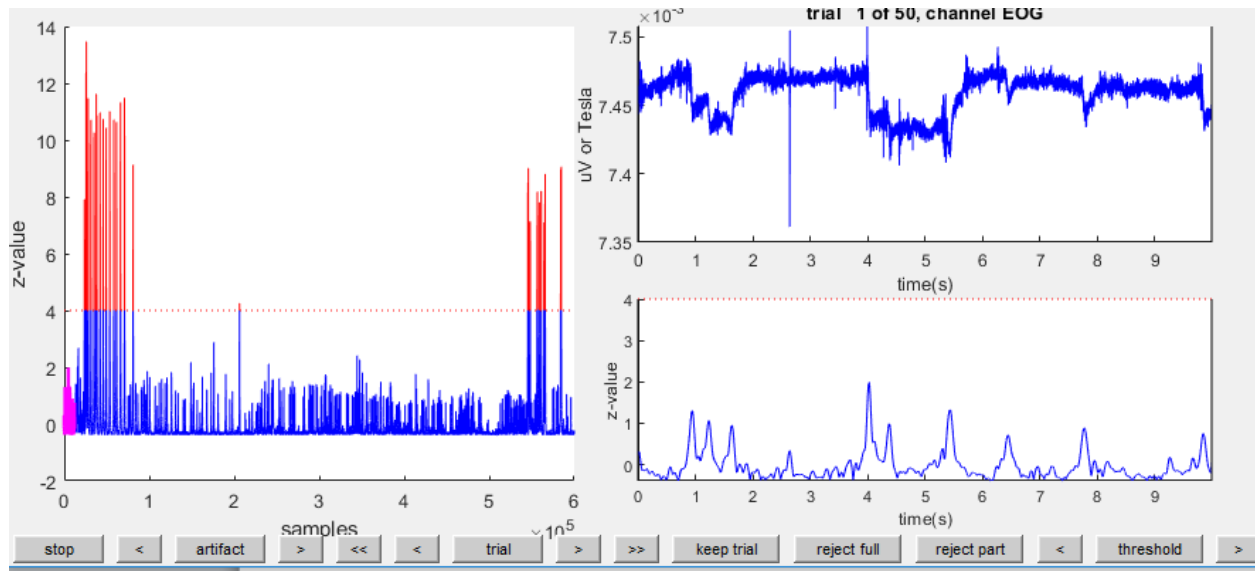 ×10⁻³ trial 1 of 50, channel EOG
14
12
10
8
6
4
2
0
-2
z-value
0 1 2 3 4 5 6
samples ×10⁵
7.5
7.45
7.4
7.35
uV or Tesla
0 1 2 3 4 5 6 7 8 9
time(s)
4
3
2
1
0
z-value
0 1 2 3 4 5 6 7 8 9
time(s)
stop < artifact > << < trial > >> keep trial reject full reject part < threshold >